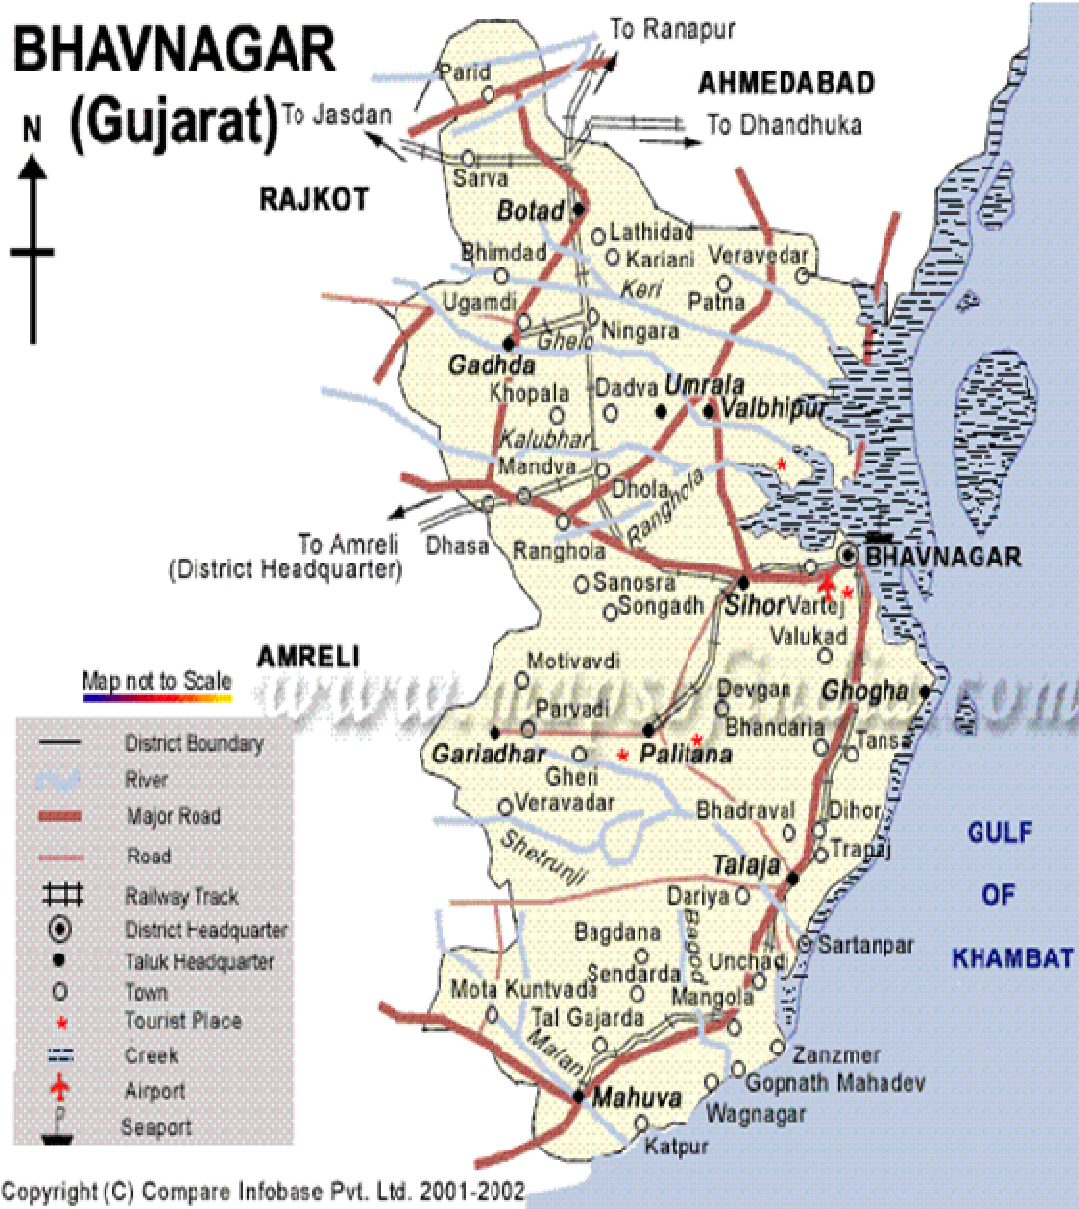 BHAVNAGAR
(Gujarat)
N
To Ranapur
AHMEDABAD
To Jasdan
To Dhandhuka
RAJKOT
Parid
Sarva
Botad
Lathidad
Bhimdad
Kariani
Veravedar
Keri
Ugamdi
Patna
Ningara
Ghelo
Gadhda
Khopala
Dadva
Umrala
Valbhipur
Kalubhar
Mandva
Dhola
Ranghola
To Amreli
(District Headquarter)
Dhasa
Ranghola
BHAVNAGAR
Sanosra
Songadh
Sihor
Vartej
Valukad
AMRELI
Motivavdi
Map not to Scale
Devgan
Ghogha
Parvadi
Bhandaria
Tansa
Gariadhar
Palitana
Gheri
Veravadar
Bhadraval
Dihor
Shetrunji
Trapaj
Talaja
Dariya
GULF
OF
KHAMBAT
Bagdana
Bagod
Sartanpar
Sendarda
Unchadi
Mota Kuntvada
Mangola
Tal Gajarda
Malan
Zanzmer
Gopnath Mahadev
Mahuva
Wagnagar
Katpur
District Boundary
River
Major Road
Road
Railway Track
District Headquarter
Taluk Headquarter
Town
Tourist Place
Creek
Airport
Seaport
Copyright (C) Compare Infobase Pvt. Ltd. 2001-2002